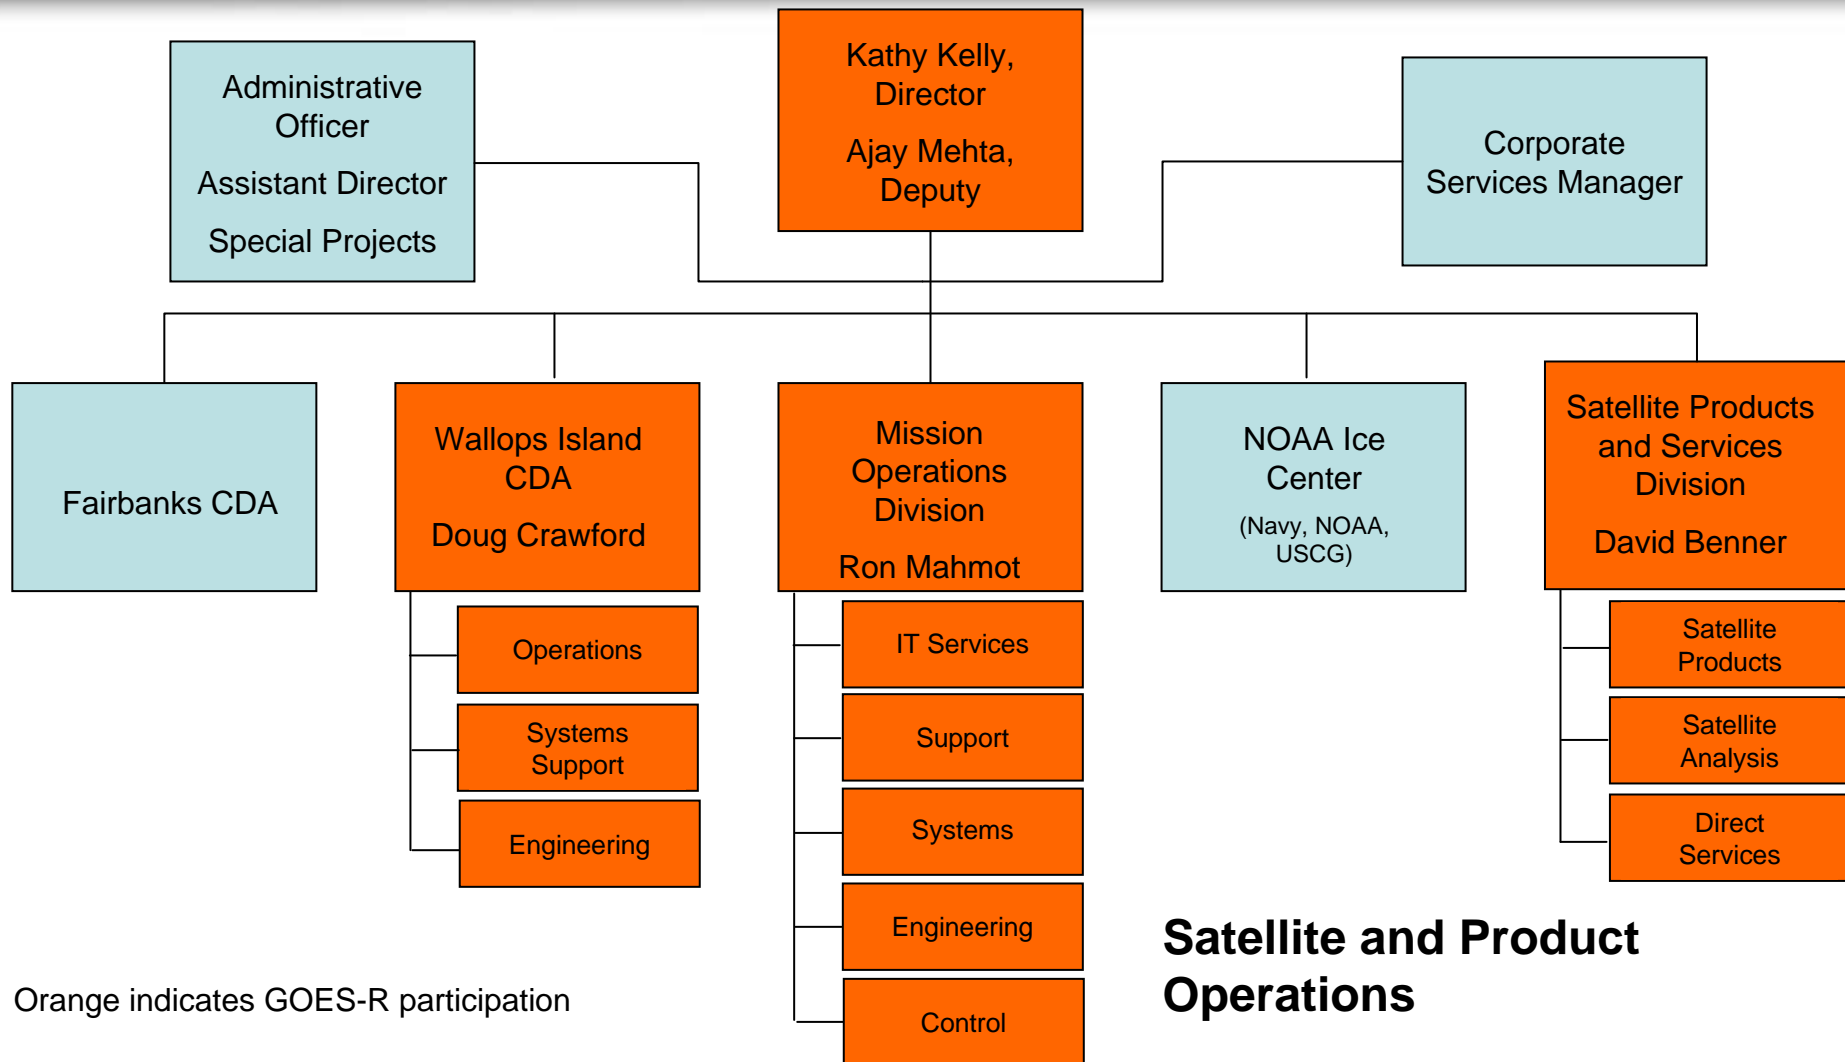 Kathy Kelly,
Director
Ajay Mehta,
Deputy
Administrative
Officer
Assistant Director
Special Projects
Corporate
Services Manager
Fairbanks CDA
Wallops Island
CDA
Doug Crawford
Operations
Systems
Support
Engineering
Mission
Operations
Division
Ron Mahmot
IT Services
Support
Systems
Engineering
Control
NOAA Ice
Center
(Navy, NOAA,
USCG)
Satellite Products
and Services
Division
David Benner
Satellite
Products
Satellite
Analysis
Direct
Services
Satellite and Product
Operations
Orange indicates GOES-R participation